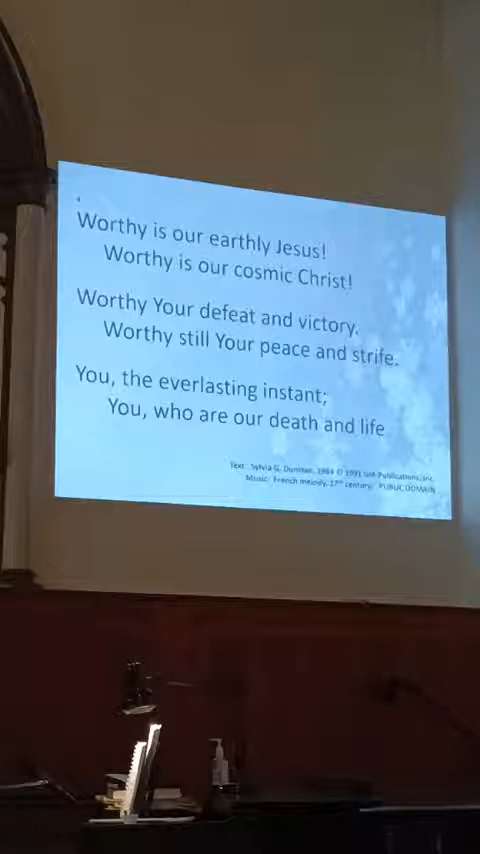 Worthy is our earthly Jesus!
Worthy is our cosmic Christ!
Worthy Your defeat and victory.
Worthy still Your peace and strife.
You, the everlasting instant;
You, who are our death and life
Text: Sylvia G. Dunstan, 1984 © 1991 GIA Publications, Inc.
Music: French melody, 17th century. PUBLIC DOMAIN